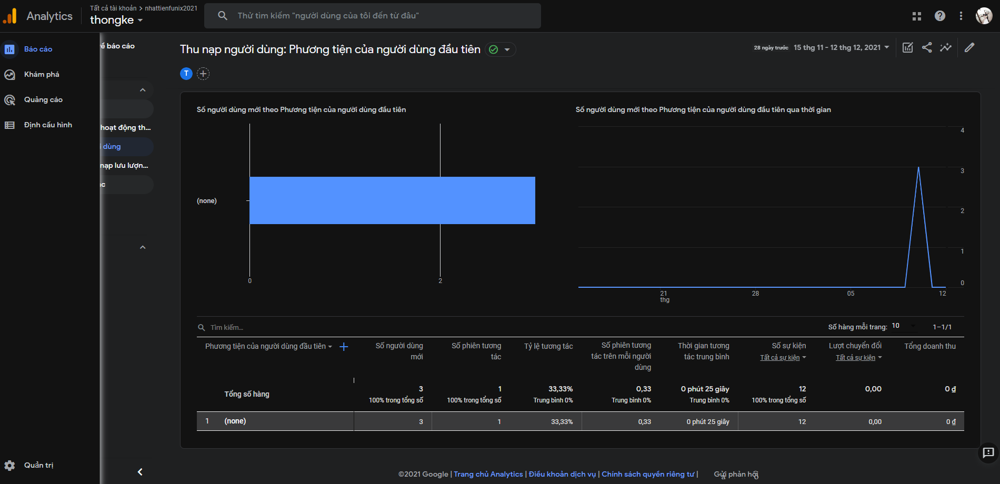 Analytics
Tất cả tài khoản > nhattienfunix2021
thongke
Thử tìm kiếm "người dùng của tôi đến từ đâu"
Báo cáo
Khám phá
Quảng cáo
Định cấu hình
Quản trị
ề báo cáo
hoạt động th...
i dùng
nạp lưu lượn...
Thu nạp người dùng: Phương tiện của người dùng đầu tiên
28 ngày trước 15 thg 11 - 12 thg 12, 2021
T
Số người dùng mới theo Phương tiện của người dùng đầu tiên
(none)
0 2
Số người dùng mới theo Phương tiện của người dùng đầu tiên qua thời gian
4
3
2
1
0
21 28 05 12
thg
Tìm kiếm...
Số hàng mỗi trang: 10 1–1/1
Phương tiện của người dùng đầu tiên
Số người dùng
mới
Số phiên tương
tác
Tỷ lệ tương tác
Số phiên tương
tác trên mỗi người
dùng
Thời gian tương
tác trung bình
Số sự kiện
Tất cả sự kiện
Lượt chuyển đổi
Tất cả sự kiện
Tổng doanh thu
Tổng số hàng 3 1 33,33% 0,33 0 phút 25 giây 12 0,00 0 ₫
100% trong tổng số 100% trong tổng số Trung bình 0% Trung bình 0% Trung bình 0% 100% trong tổng số
1 (none) 3 1 33,33% 0,33 0 phút 25 giây 12 0,00 0 ₫
©2021 Google | Trang chủ Analytics | Điều khoản dịch vụ | Chính sách quyền riêng tư | Gửi phản hồi